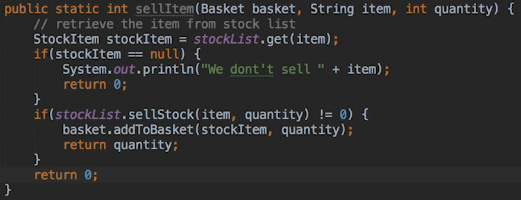 public static int sellItem(Basket basket, String item, int quantity) {
// retrieve the item from stock list
StockItem stockItem = stockList.get(item);
if(stockItem == null) {
System.out.println("We dont't sell " + item);
return 0;
}
if(stockList.sellStock(item, quantity) != 0) {
basket.addToBasket(stockItem, quantity);
return quantity;
}
return 0;
}